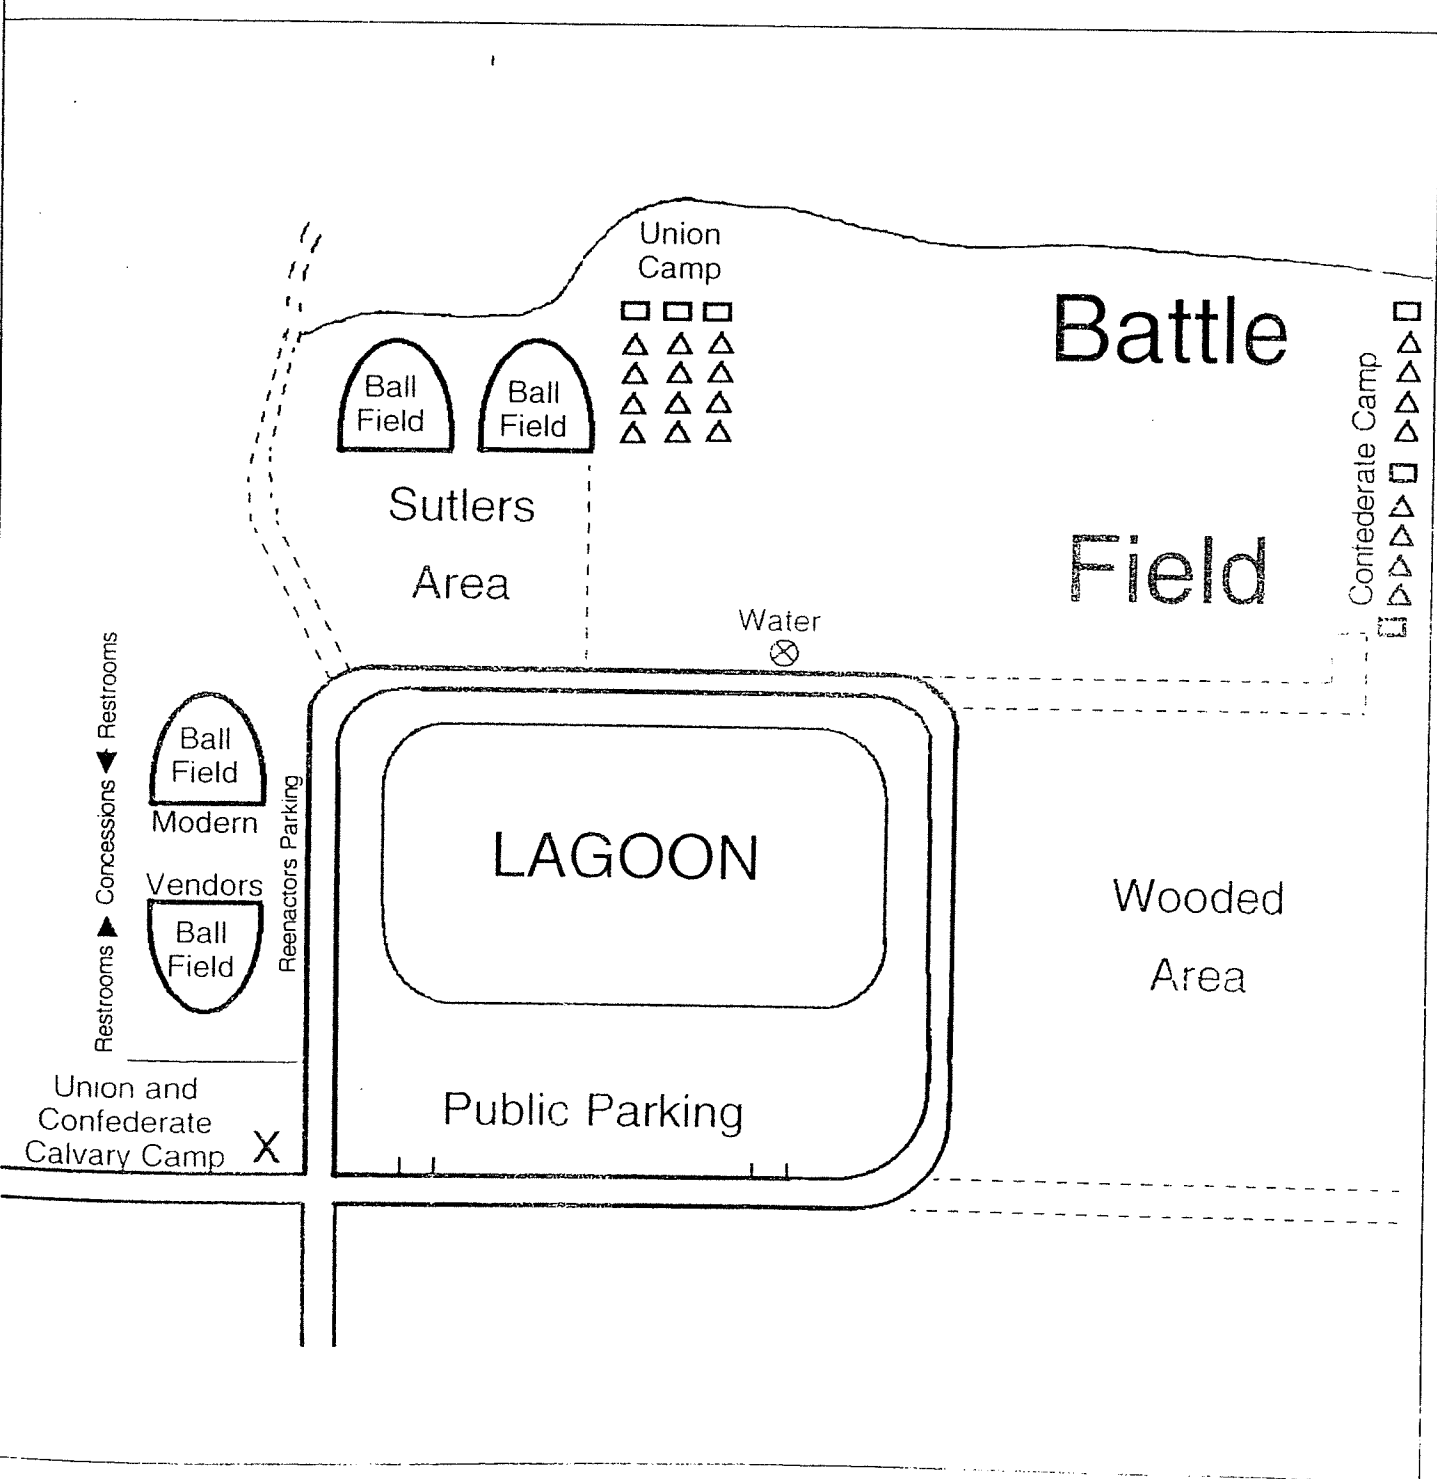 Union
Camp
Battle
Field
Confederate Camp
Ball
Field
Ball
Field
Sutlers
Area
Water
Restrooms
Concessions
Restrooms
Ball
Field
Modern
Vendors
Ball
Field
Reenactors Parking
LAGOON
Wooded
Area
Public Parking
Union and
Confederate
Calvary Camp X